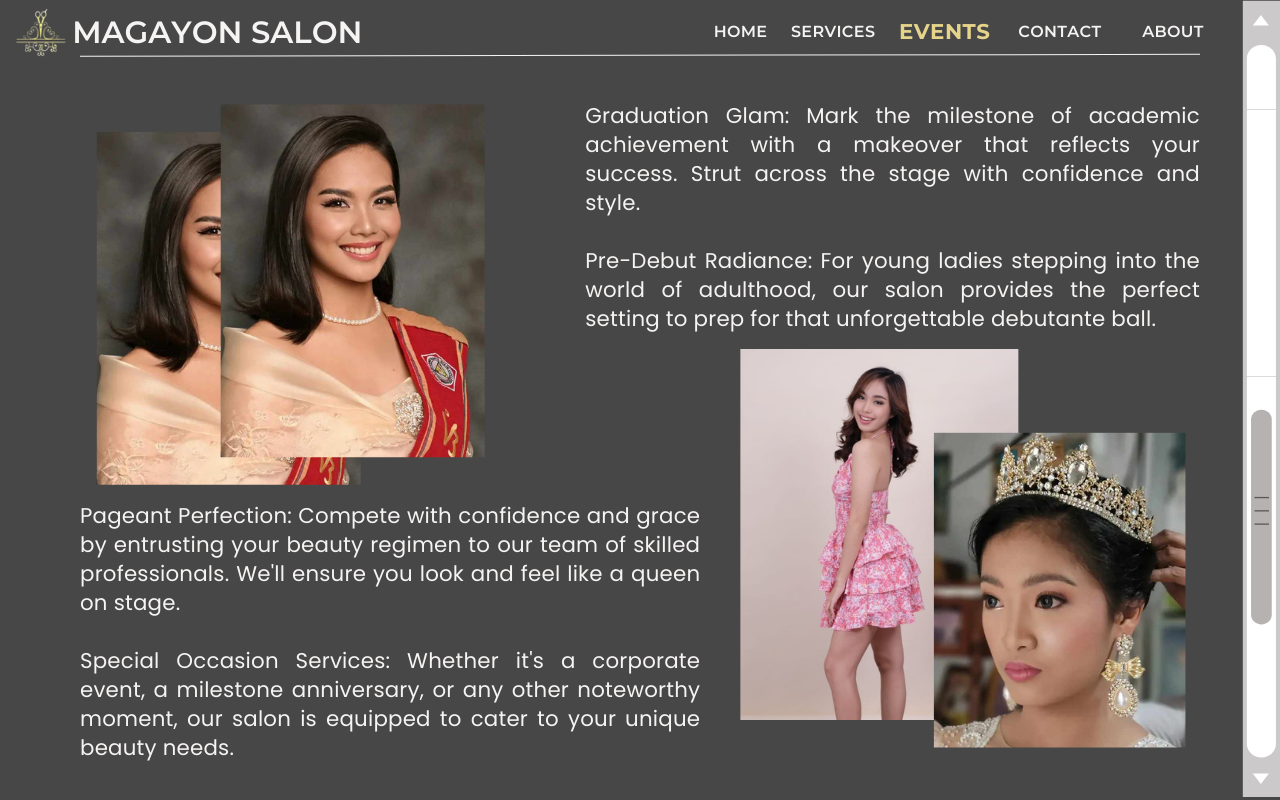 MAGAYON SALON
HOME SERVICES EVENTS CONTACT ABOUT
Graduation Glam: Mark the milestone of academic
achievement with a makeover that reflects your
success. Strut across the stage with confidence and
style.
Pre-Debut Radiance: For young ladies stepping into the
world of adulthood, our salon provides the perfect
setting to prep for that unforgettable debutante ball.
Pageant Perfection: Compete with confidence and grace
by entrusting your beauty regimen to our team of skilled
professionals. We'll ensure you look and feel like a queen
on stage.
Special Occasion Services: Whether it's a corporate
event, a milestone anniversary, or any other noteworthy
moment, our salon is equipped to cater to your unique
beauty needs.